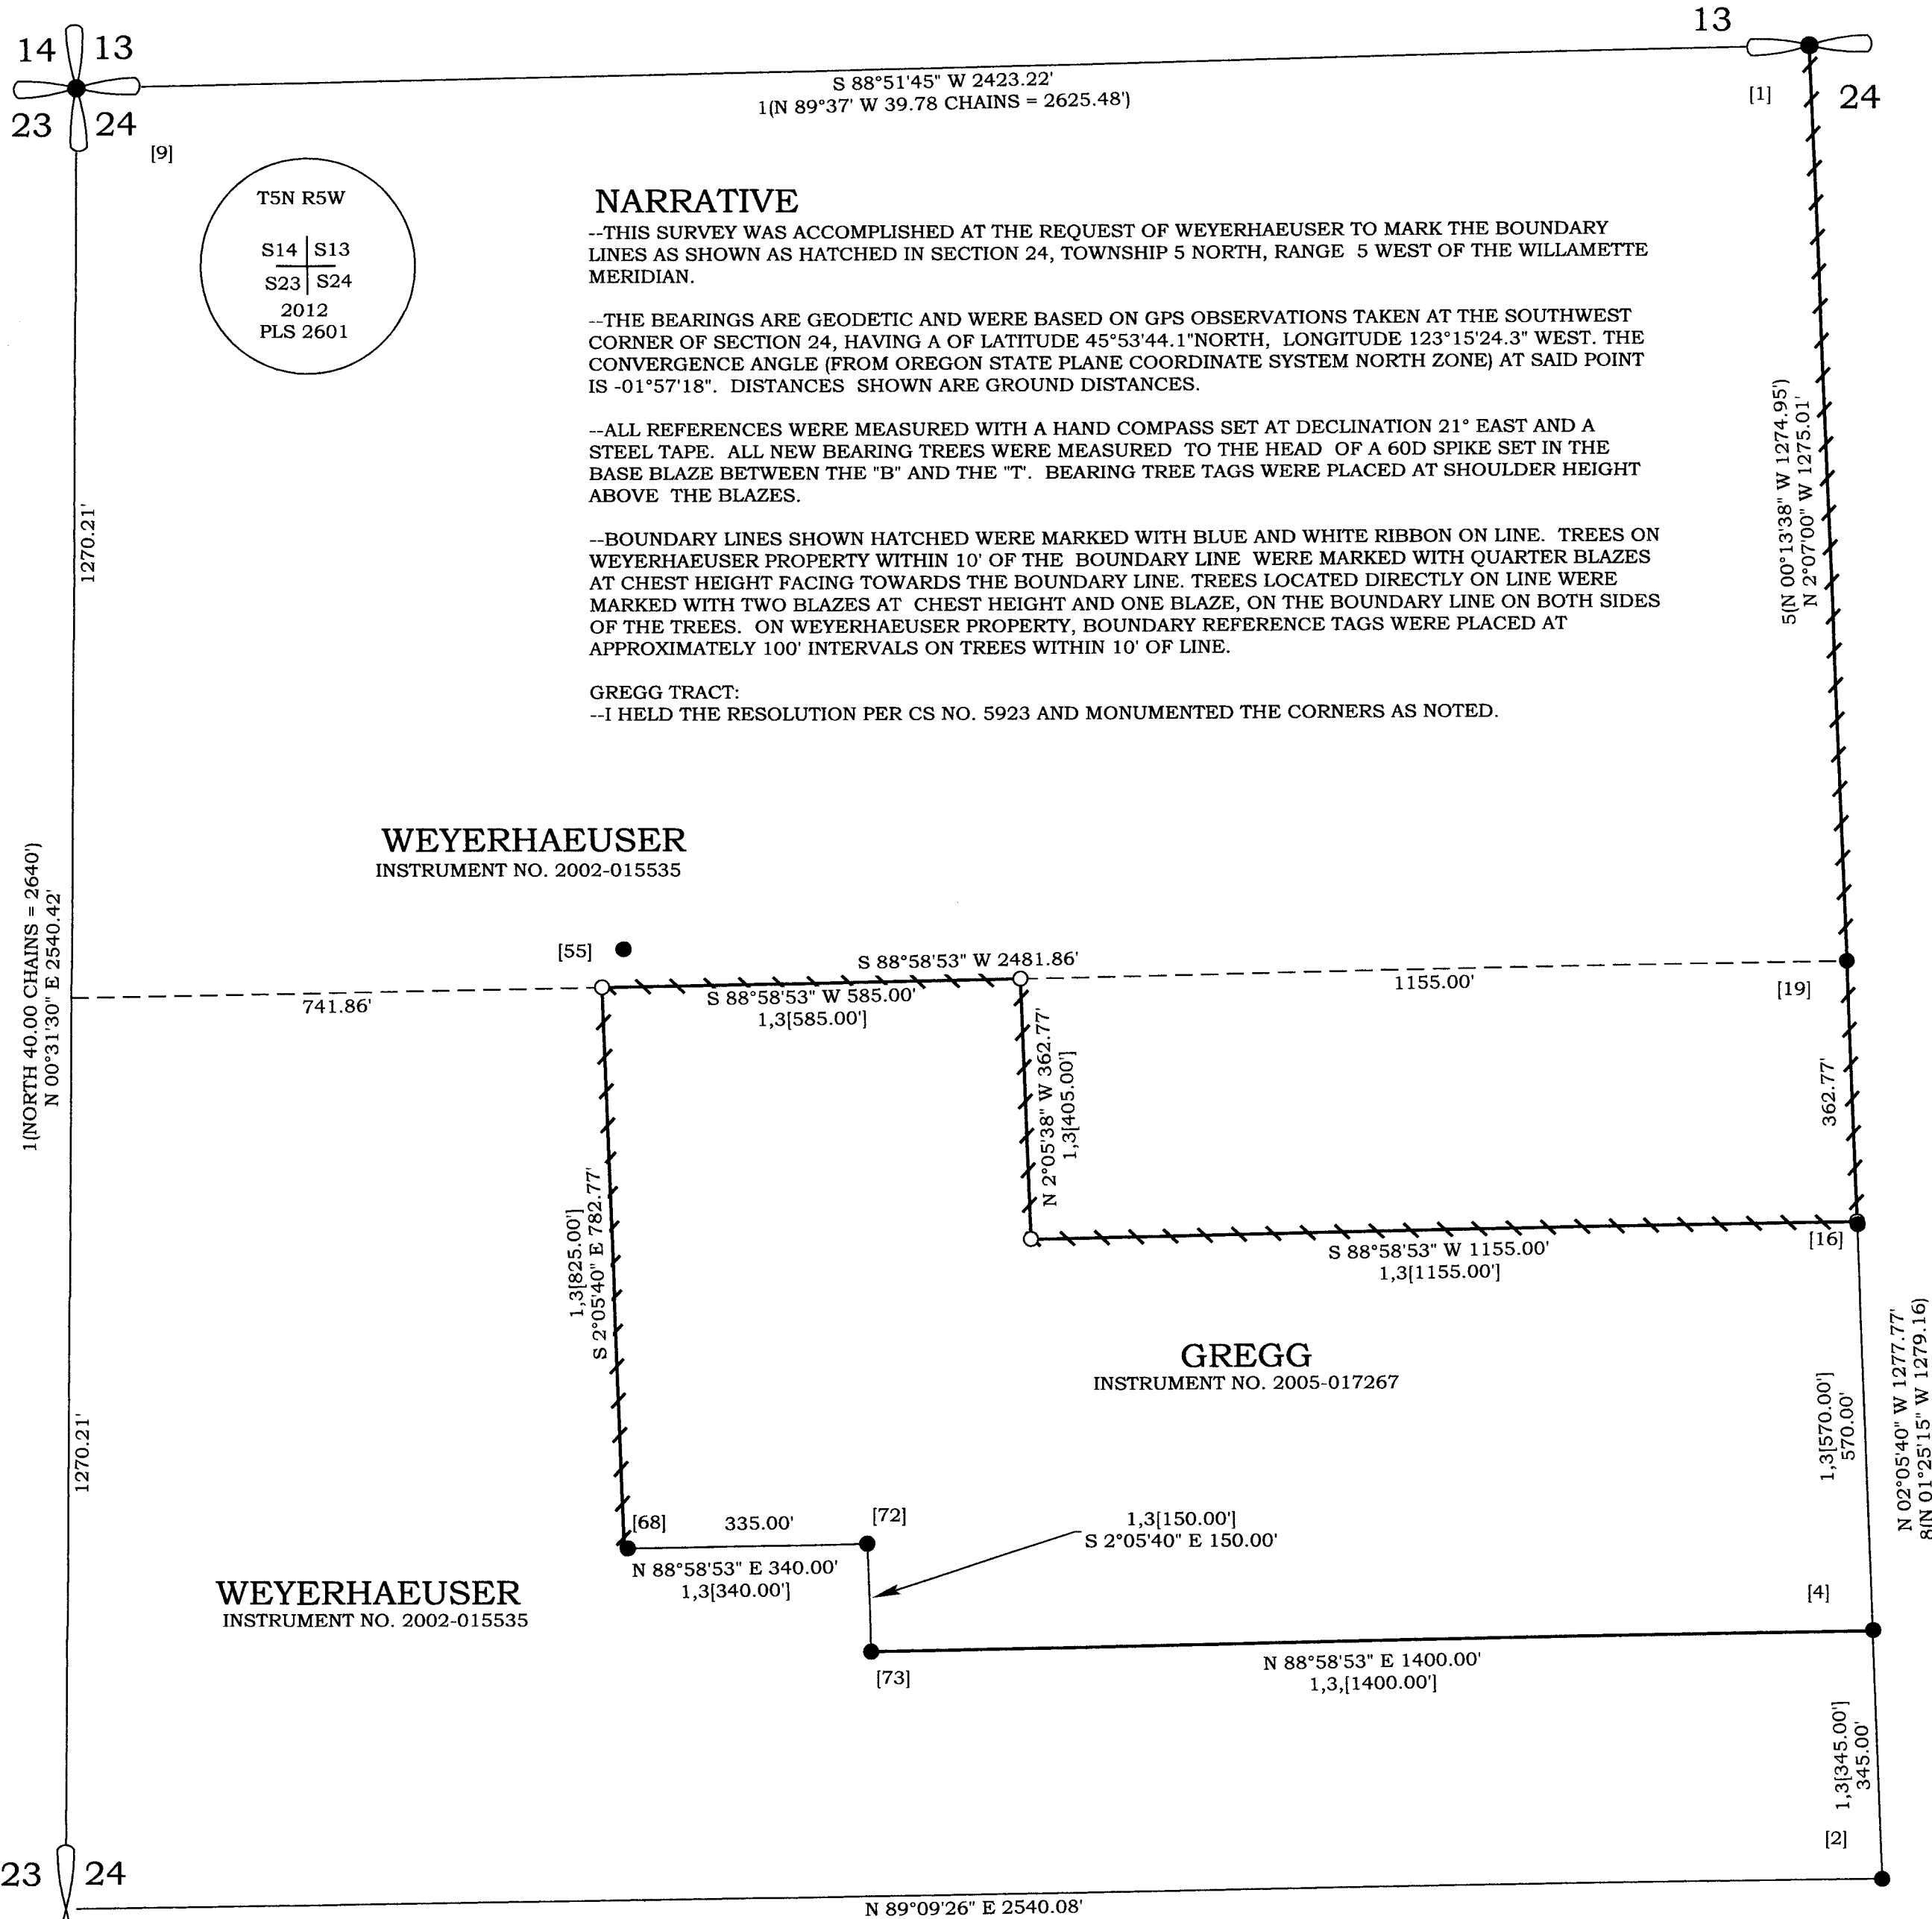 14 13
23 24
[9]
S 88°51'45" W 2423.22'
1(N 89°37' W 39.78 CHAINS = 2625.48')
13
[1]
24
T5N R5W
S14 S13
S23 S24
2012
PLS 2601
NARRATIVE
--THIS SURVEY WAS ACCOMPLISHED AT THE REQUEST OF WEYERHAEUSER TO MARK THE BOUNDARY
LINES AS SHOWN AS HATCHED IN SECTION 24, TOWNSHIP 5 NORTH, RANGE 5 WEST OF THE WILLAMETTE
MERIDIAN.
--THE BEARINGS ARE GEODETIC AND WERE BASED ON GPS OBSERVATIONS TAKEN AT THE SOUTHWEST
CORNER OF SECTION 24, HAVING A OF LATITUDE 45°53'44.1"NORTH, LONGITUDE 123°15'24.3" WEST. THE
CONVERGENCE ANGLE (FROM OREGON STATE PLANE COORDINATE SYSTEM NORTH ZONE) AT SAID POINT
IS -01°57'18". DISTANCES SHOWN ARE GROUND DISTANCES.
--ALL REFERENCES WERE MEASURED WITH A HAND COMPASS SET AT DECLINATION 21° EAST AND A
STEEL TAPE. ALL NEW BEARING TREES WERE MEASURED TO THE HEAD OF A 60D SPIKE SET IN THE
BASE BLAZE BETWEEN THE "B" AND THE "T'. BEARING TREE TAGS WERE PLACED AT SHOULDER HEIGHT
ABOVE THE BLAZES.
--BOUNDARY LINES SHOWN HATCHED WERE MARKED WITH BLUE AND WHITE RIBBON ON LINE. TREES ON
WEYERHAEUSER PROPERTY WITHIN 10' OF THE BOUNDARY LINE WERE MARKED WITH QUARTER BLAZES
AT CHEST HEIGHT FACING TOWARDS THE BOUNDARY LINE. TREES LOCATED DIRECTLY ON LINE WERE
MARKED WITH TWO BLAZES AT CHEST HEIGHT AND ONE BLAZE, ON THE BOUNDARY LINE ON BOTH SIDES
OF THE TREES. ON WEYERHAEUSER PROPERTY, BOUNDARY REFERENCE TAGS WERE PLACED AT
APPROXIMATELY 100' INTERVALS ON TREES WITHIN 10' OF LINE.
GREGG TRACT:
--I HELD THE RESOLUTION PER CS NO. 5923 AND MONUMENTED THE CORNERS AS NOTED.
5(N 00°13'38" W 1274.95')
N 2°07'00" W 1275.01'
1270.21'
WEYERHAEUSER
INSTRUMENT NO. 2002-015535
1(NORTH 40.00 CHAINS = 2640')
N 00°31'30" E 2540.42'
[55]
S 88°58'53" W 2481.86'
741.86'
S 88°58'53" W 585.00'
1,3[585.00']
1155.00'
[19]
N 2°05'38" W 362.77'
1,3[405.00']
362.77'
1,3[825.00']
S 2°05'40" E 782.77'
S 88°58'53" W 1155.00'
1,3[1155.00']
[16]
GREGG
INSTRUMENT NO. 2005-017267
1,3[570.00']
570.00'
N 02°05'40" W 1277.77'
8(N 01°25'15" W 1279.16)
1270.21'
[68]
335.00'
[72]
1,3[150.00']
S 2°05'40" E 150.00'
N 88°58'53" E 340.00'
1,3[340.00']
WEYERHAEUSER
INSTRUMENT NO. 2002-015535
[4]
[73]
N 88°58'53" E 1400.00'
1,3,[1400.00']
1,3[345.00']
345.00'
[2]
23 24
N 89°09'26" E 2540.08'